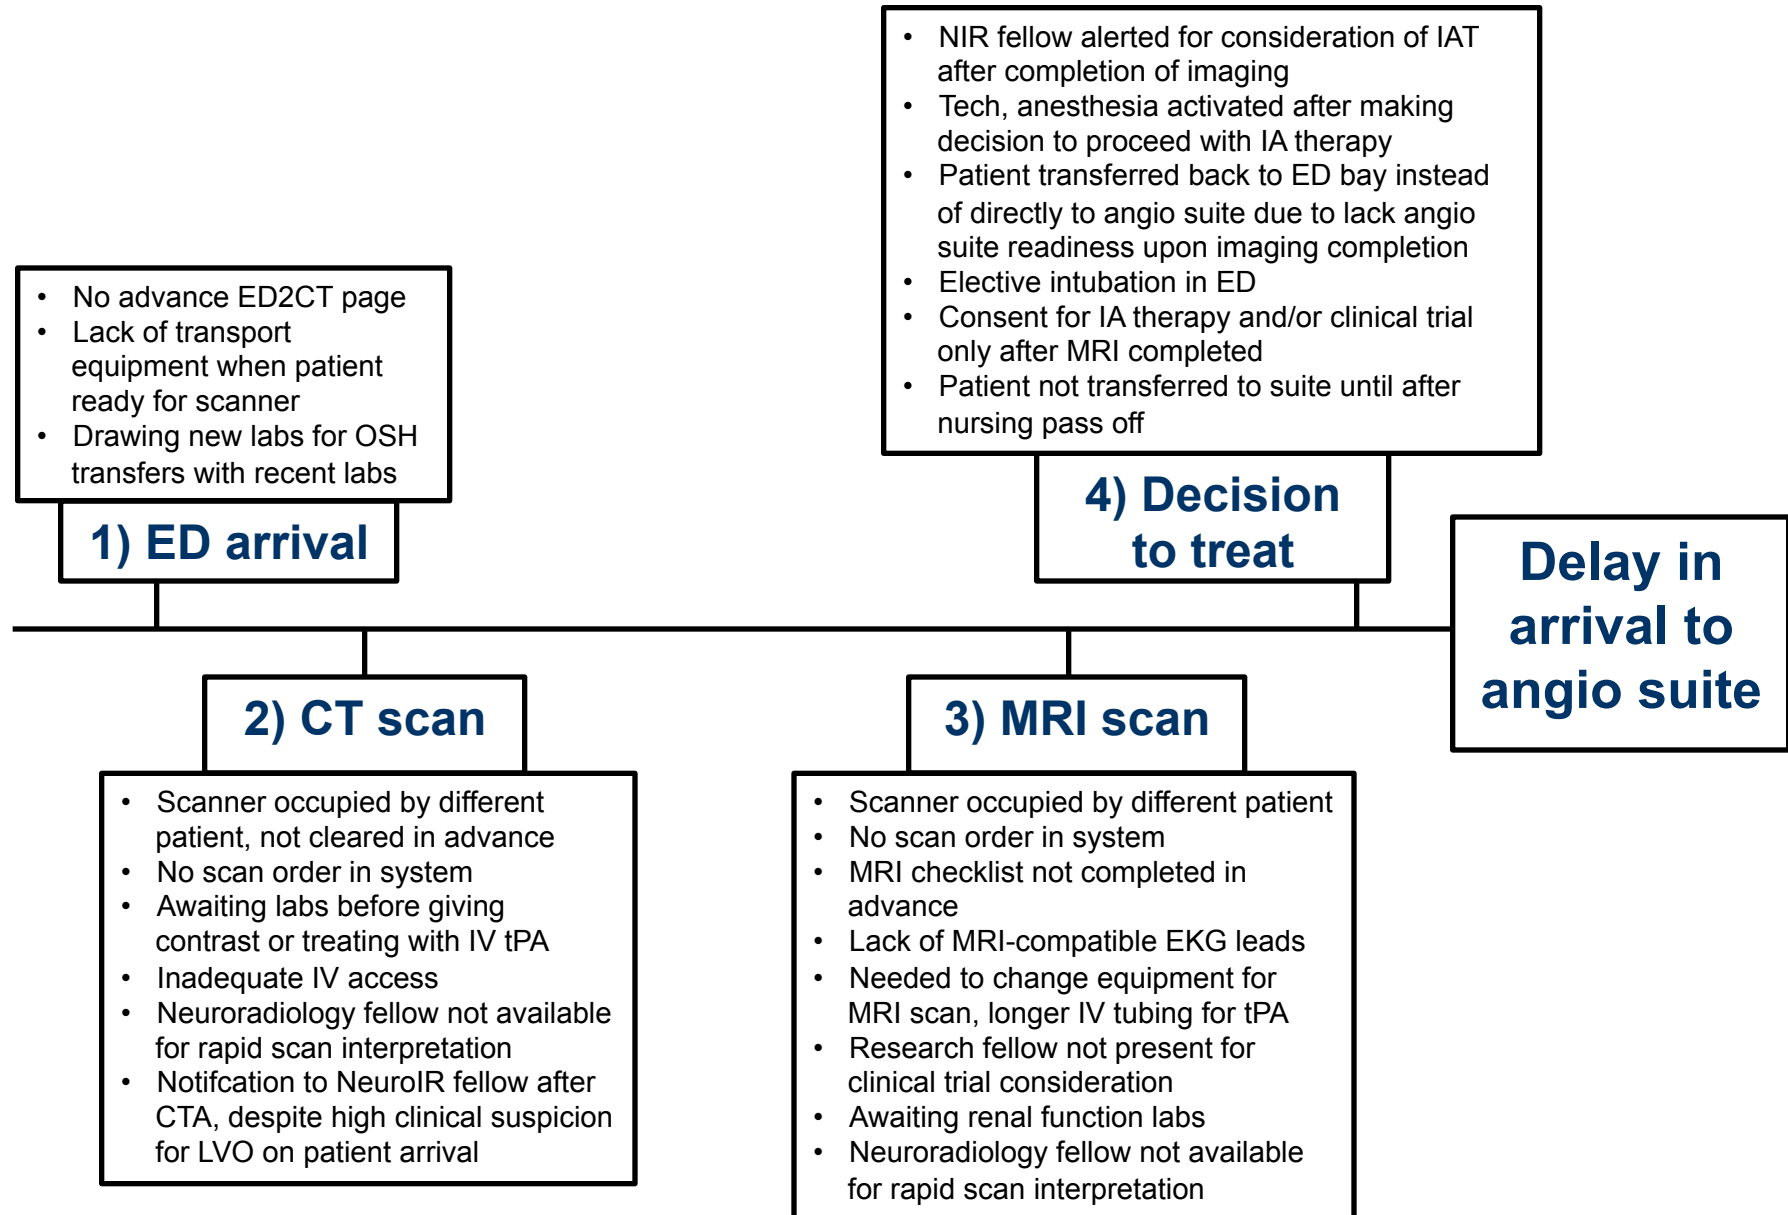 • No advance ED2CT page
• Lack of transport
equipment when patient
ready for scanner
• Drawing new labs for OSH
transfers with recent labs
1) ED arrival
• Scanner occupied by different
patient, not cleared in advance
• No scan order in system
• Awaiting labs before giving
contrast or treating with IV tPA
• Inadequate IV access
• Neuroradiology fellow not available
for rapid scan interpretation
• Notifcation to NeuroIR fellow after
CTA, despite high clinical suspicion
for LVO on patient arrival
2) CT scan
• Scanner occupied by different patient
• No scan order in system
• MRI checklist not completed in
advance
• Lack of MRI-compatible EKG leads
• Needed to change equipment for
MRI scan, longer IV tubing for tPA
• Research fellow not present for
clinical trial consideration
• Awaiting renal function labs
• Neuroradiology fellow not available
for rapid scan interpretation
3) MRI scan
• NIR fellow alerted for consideration of IAT
after completion of imaging
• Tech, anesthesia activated after making
decision to proceed with IA therapy
• Patient transferred back to ED bay instead
of directly to angio suite due to lack angio
suite readiness upon imaging completion
• Elective intubation in ED
• Consent for IA therapy and/or clinical trial
only after MRI completed
• Patient not transferred to suite until after
nursing pass off
4) Decision
to treat
Delay in
arrival to
angio suite